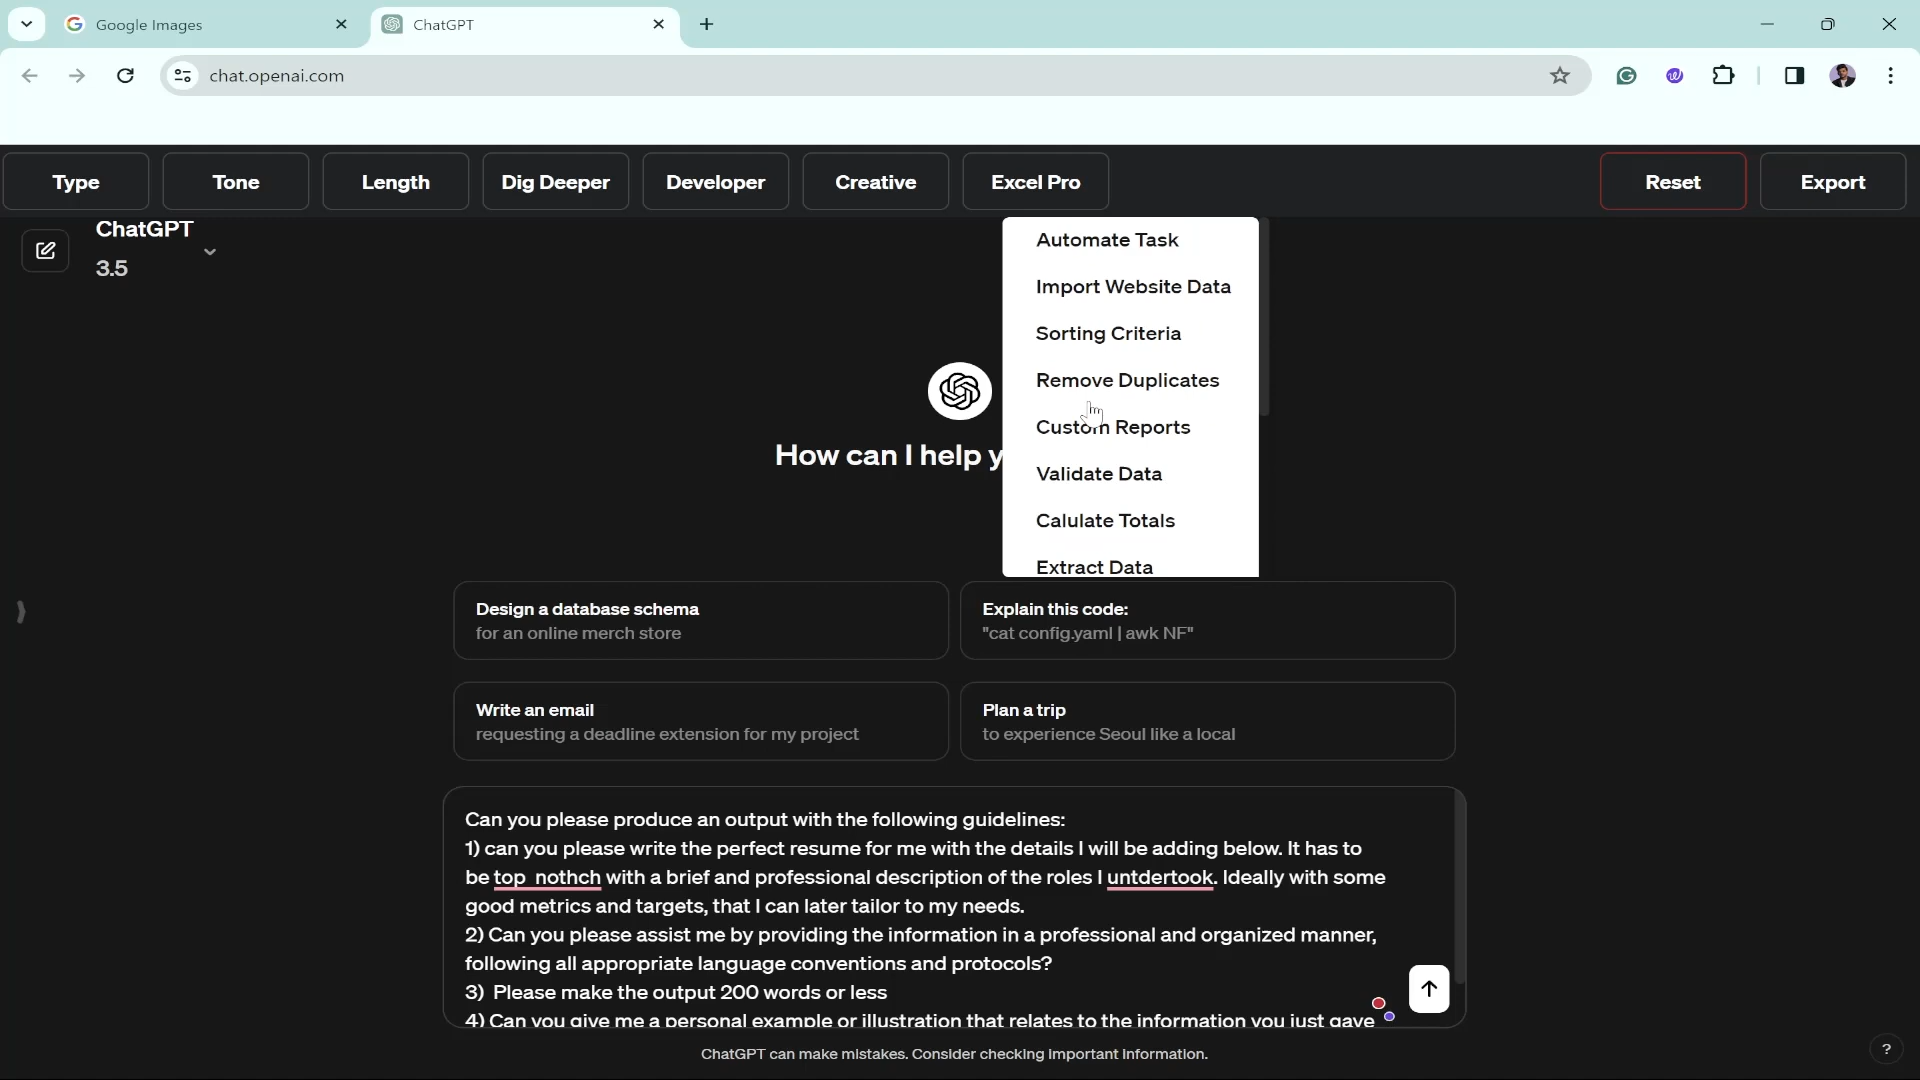 Google Images
ChatGPT
chat.openai.com
Type
Tone
Length
Dig Deeper
Developer
Creative
Excel Pro
Reset
Export
ChatGPT
3.5
Automate Task
Import Website Data
Sorting Criteria
Remove Duplicates
Custom Reports
Validate Data
Calulate Totals
Extract Data
How can I help y
Design a database schema
for an online merch store
Explain this code:
"cat config.yaml | awk NF"
Write an email
requesting a deadline extension for my project
Plan a trip
to experience Seoul like a local
Can you please produce an output with the following guidelines:
1) can you please write the perfect resume for me with the details I will be adding below. It has to
be top  nothch with a brief and professional description of the roles I untdertook. Ideally with some
good metrics and targets, that I can later tailor to my needs.
2) Can you please assist me by providing the information in a professional and organized manner,
following all appropriate language conventions and protocols?
3)  Please make the output 200 words or less
4) Can you give me a personal example or illustration that relates to the information you just gave
ChatGPT can make mistakes. Consider checking important information.
?